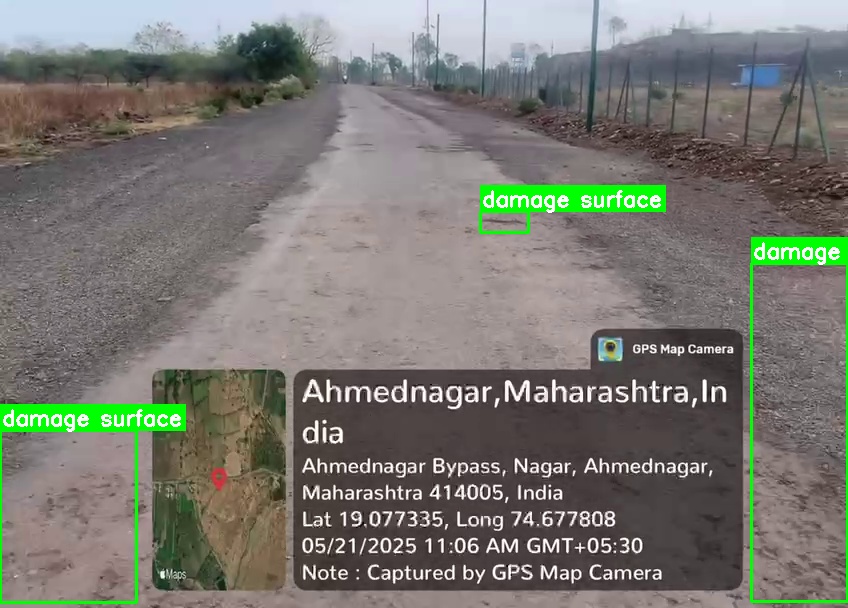 damage surface
damage
damage surface
GPS Map Camera
Ahmednagar,Maharashtra,In
dia
Ahmednagar Bypass, Nagar, Ahmednagar,
Maharashtra 414005, India
Lat 19.077335, Long 74.677808
05/21/2025 11:06 AM GMT+05:30
Note : Captured by GPS Map Camera
Maps